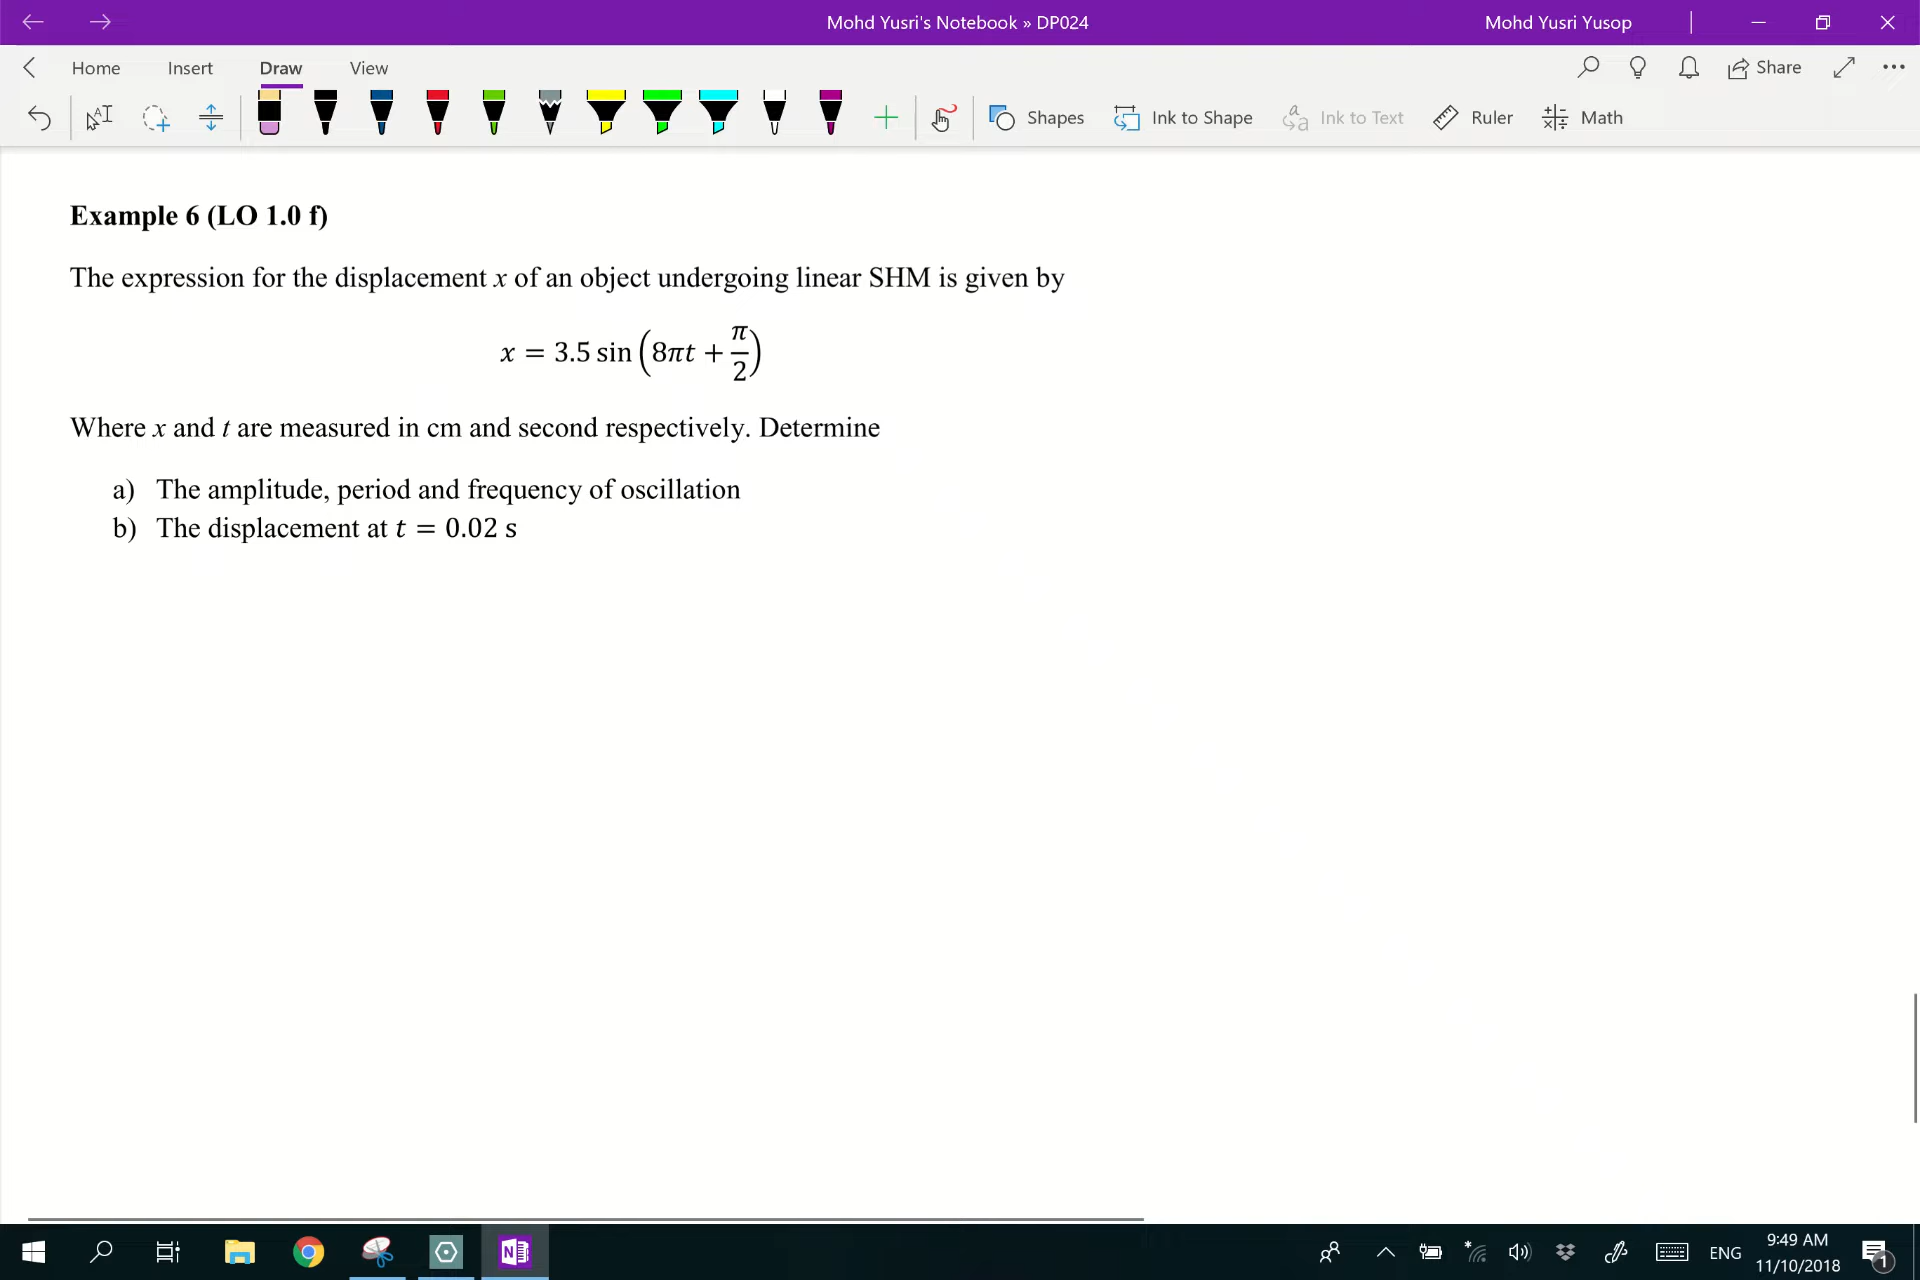 Mohd Yusri's Notebook » DP024
Mohd Yusri Yusop
Home Insert Draw View
Share
Shapes Ink to Shape Ink to Text Ruler Math
Example 6 (LO 1.0 f)
The expression for the displacement x of an object undergoing linear SHM is given by
x = 3.5 sin (8πt + π/2)
Where x and t are measured in cm and second respectively. Determine
a) The amplitude, period and frequency of oscillation
b) The displacement at t = 0.02 s
ENG
9:49 AM
11/10/2018
1